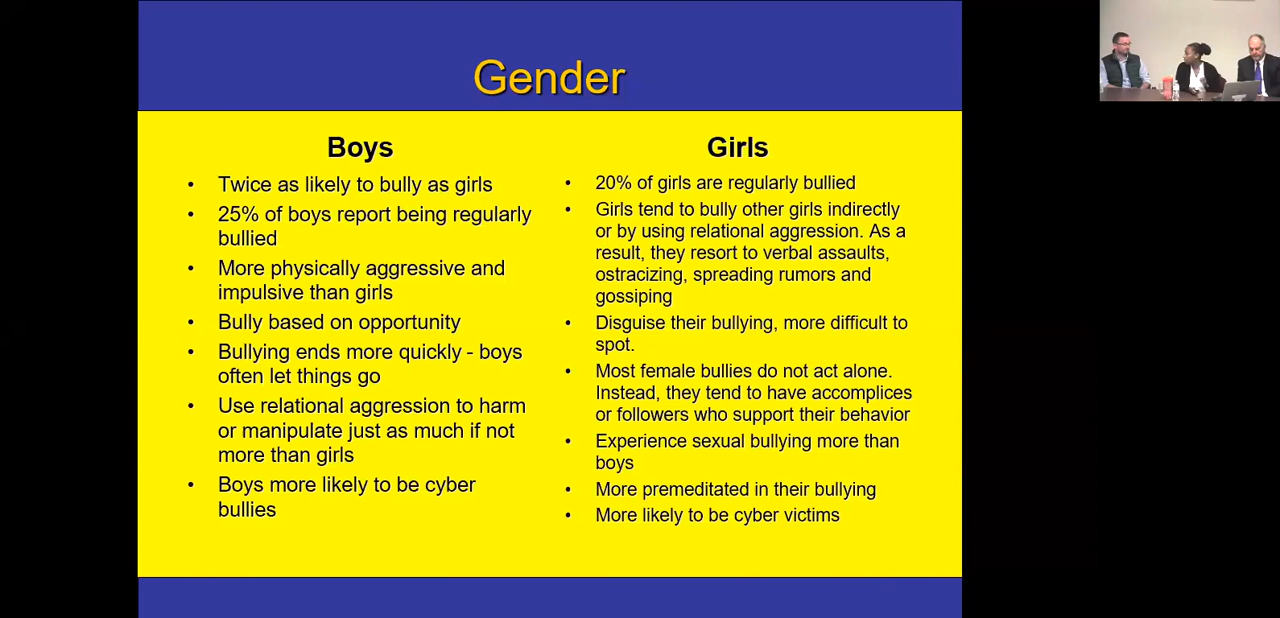 Gender
Boys
• Twice as likely to bully as girls
• 25% of boys report being regularly
bullied
• More physically aggressive and
impulsive than girls
• Bully based on opportunity
• Bullying ends more quickly - boys
often let things go
• Use relational aggression to harm
or manipulate just as much if not
more than girls
• Boys more likely to be cyber
bullies
Girls
• 20% of girls are regularly bullied
• Girls tend to bully other girls indirectly
or by using relational aggression. As a
result, they resort to verbal assaults,
ostracizing, spreading rumors and
gossiping
• Disguise their bullying, more difficult to
spot.
• Most female bullies do not act alone.
Instead, they tend to have accomplices
or followers who support their behavior
• Experience sexual bullying more than
boys
• More premeditated in their bullying
• More likely to be cyber victims